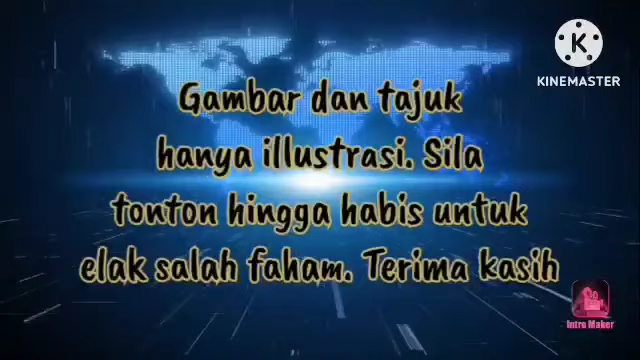 KINEMASTER
Gambar dan tajuk
hanya illustrasi. Sila
tonton hingga habis untuk
elak salah faham. Terima kasih
Intro Maker